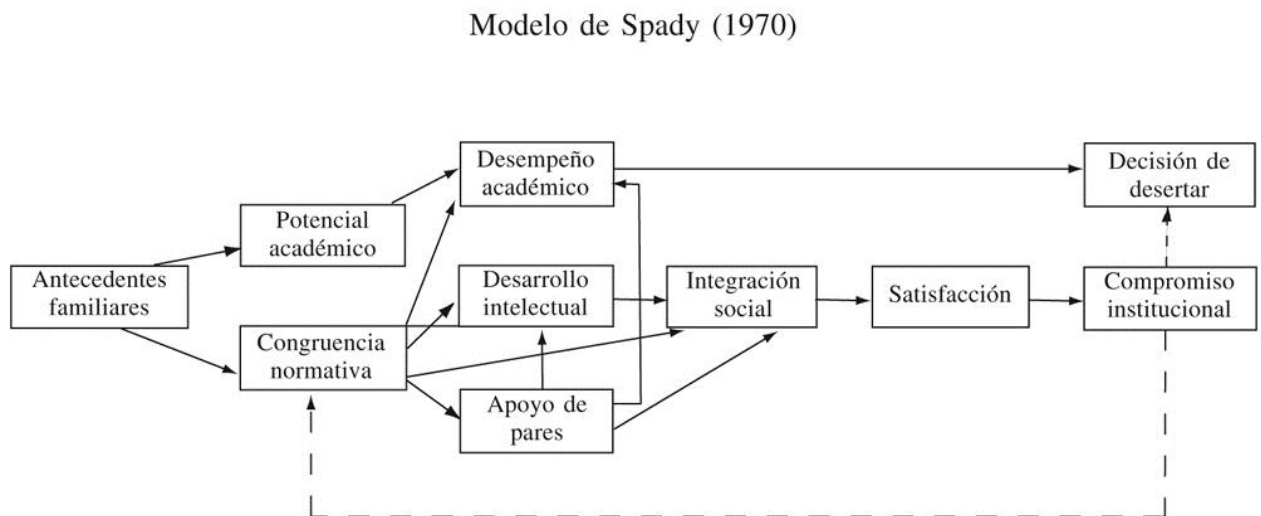 Modelo de Spady (1970)
Desempeño
académico
Decisión de
desertar
Potencial
académico
Antecedentes
familiares
Desarrollo
intelectual
Integración
social
Satisfacción
Compromiso
institucional
Congruencia
normativa
Apoyo de
pares